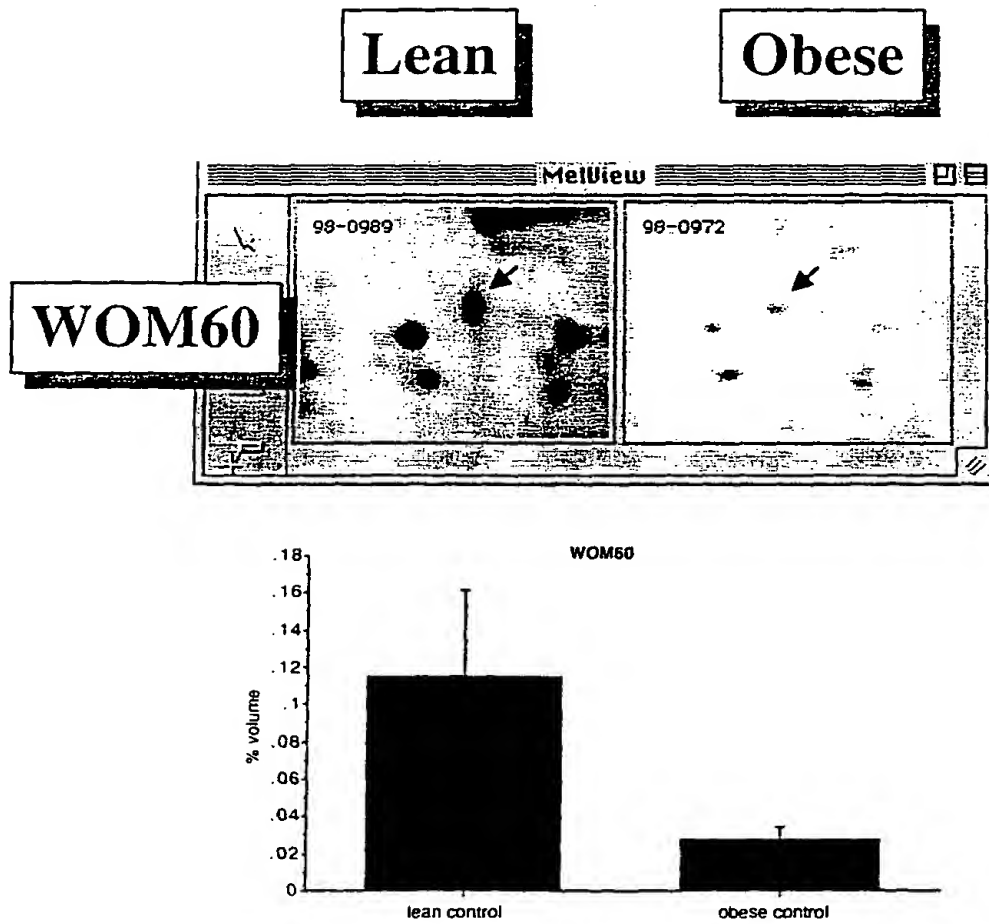 Lean
Obese
MelView
98-0989
98-0972
WOM60
WOM60
.18
.16
.14
.12
.1
.08
.06
.04
.02
0
% volume
lean control
obese control